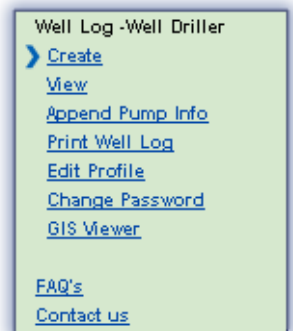 Well Log -Well Driller
Create
View
Append Pump Info
Print Well Log
Edit Profile
Change Password
GIS Viewer
FAQ's
Contact us